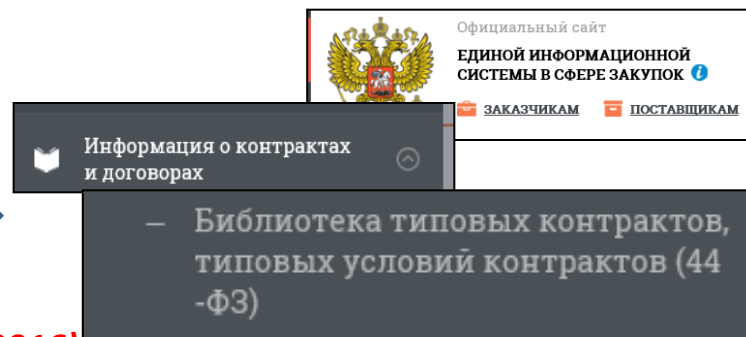 Официальный сайт
ЕДИНОЙ ИНФОРМАЦИОННОЙ
СИСТЕМЫ В СФЕРЕ ЗАКУПОК i
ЗАКАЗЧИКАМ ПОСТАВЩИКАМ
Информация о контрактах
и договорах
– Библиотека типовых контрактов,
типовых условий контрактов (44
-ФЗ)